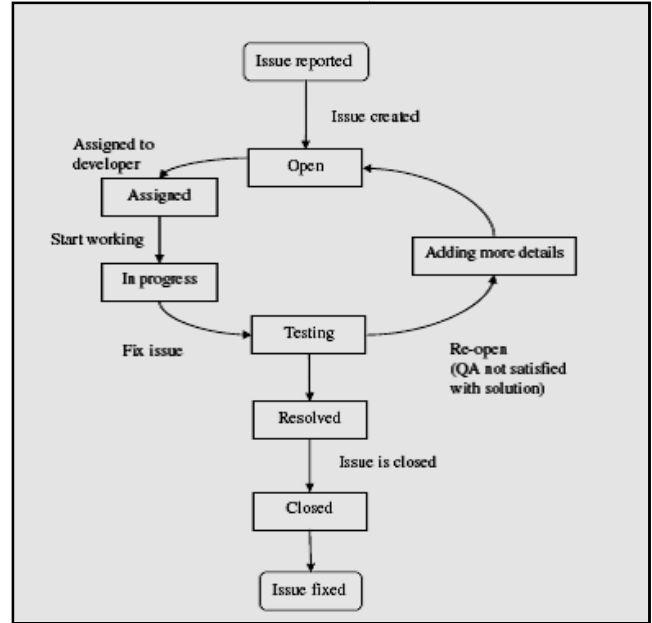 Issue reported
Issue created
Assigned to
developer
Open
Assigned
Start working
Adding more details
In progress
Testing
Fix issue
Re-open
(QA not satisfied
with solution)
Resolved
Issue is closed
Closed
Issue fixed